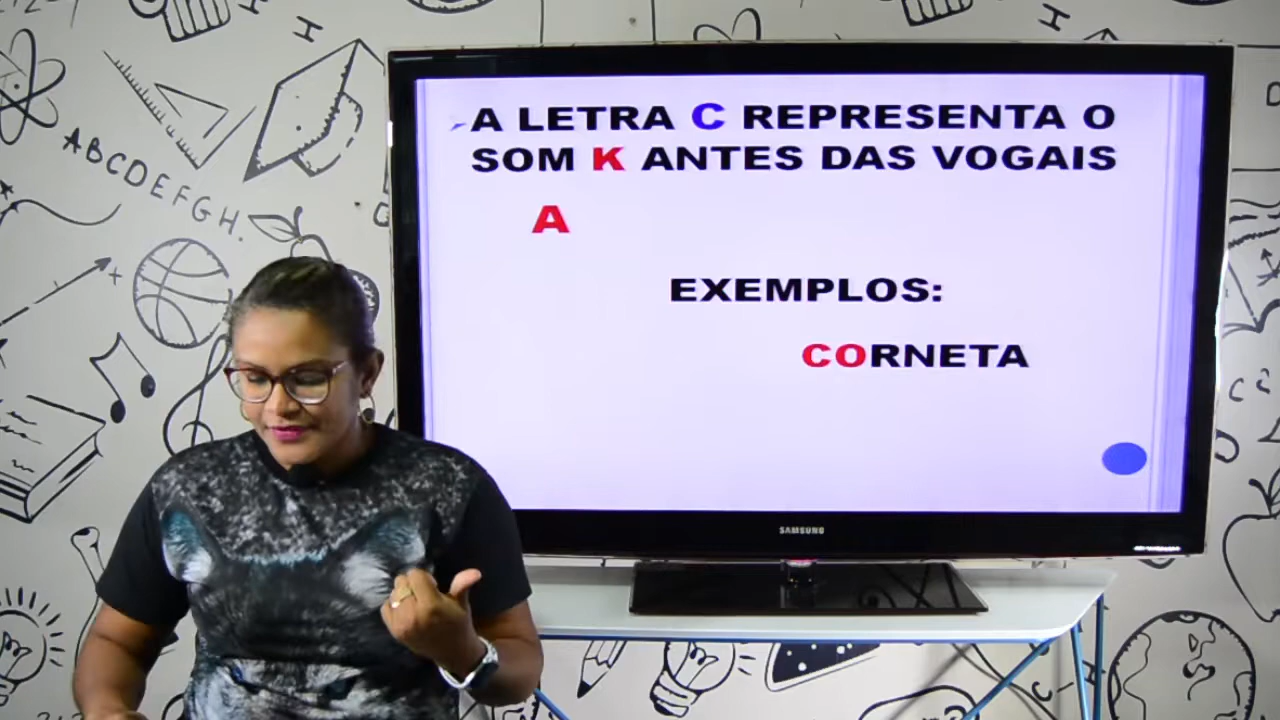 A LETRA C REPRESENTA O
SOM K ANTES DAS VOGAIS
A
EXEMPLOS:
CORNETA
SAMSUNG
ABCDEFGH.